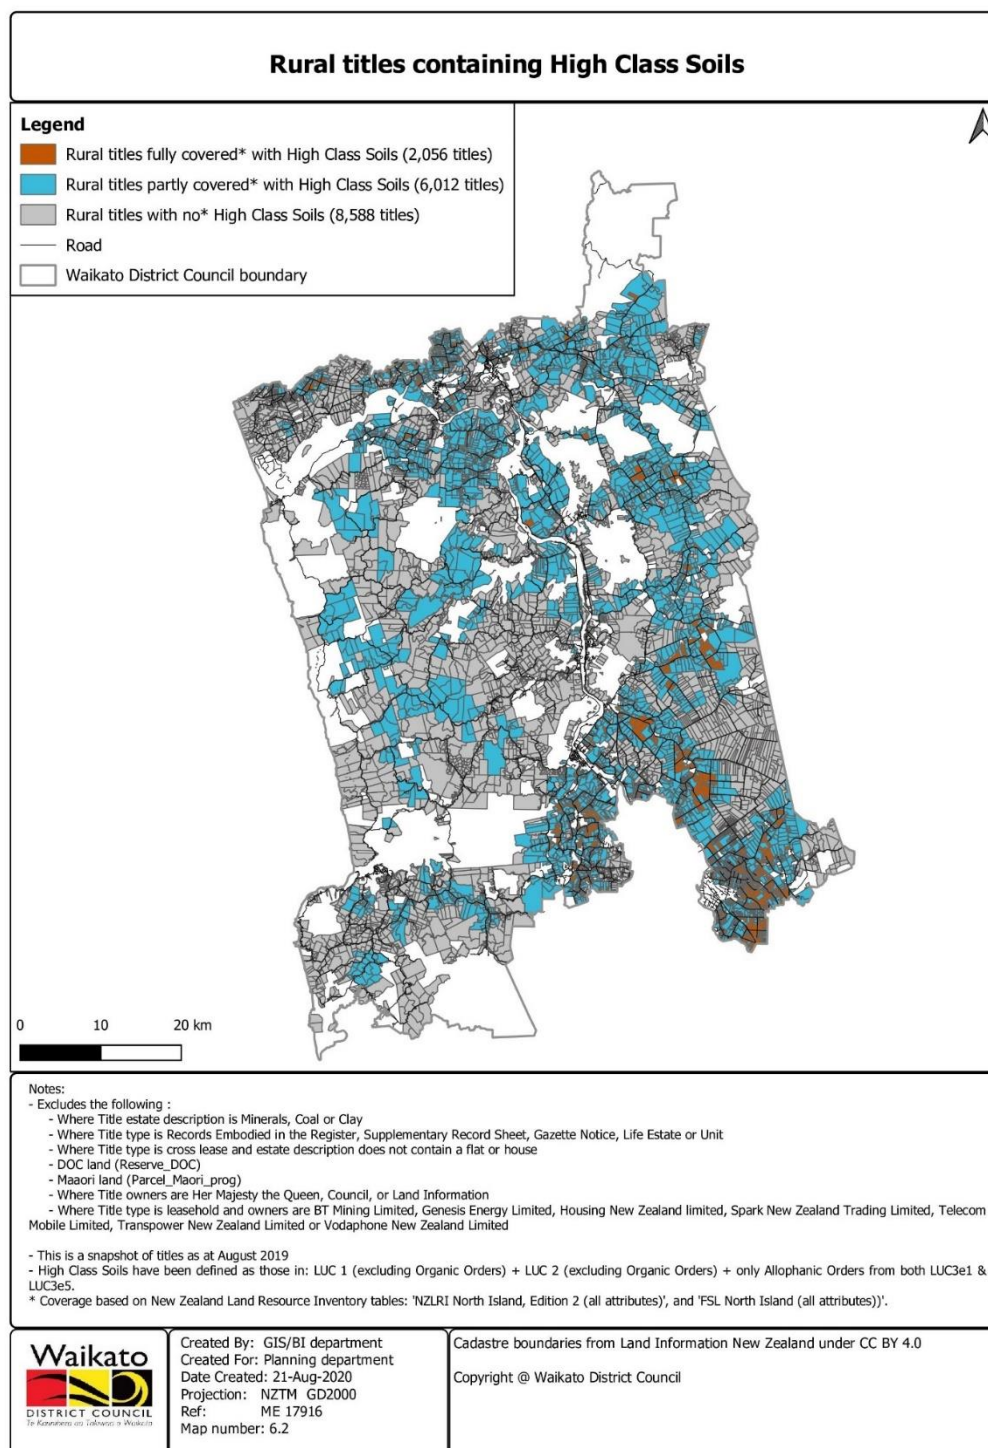 Rural titles containing High Class Soils
Legend
Rural titles fully covered* with High Class Soils (2,056 titles)
Rural titles partly covered* with High Class Soils (6,012 titles)
Rural titles with no* High Class Soils (8,588 titles)
Road
Waikato District Council boundary
0 10 20 km
Notes:
- Excludes the following :
- Where Title estate description is Minerals, Coal or Clay
- Where Title type is Records Embodied in the Register, Supplementary Record Sheet, Gazette Notice, Life Estate or Unit
- Where Title type is cross lease and estate description does not contain a flat or house
- DOC land (Reserve_DOC)
- Maaori land (Parcel_Maori_prog)
- Where Title owners are Her Majesty the Queen, Council, or Land Information
- Where Title type is leasehold and owners are BT Mining Limited, Genesis Energy Limited, Housing New Zealand limited, Spark New Zealand Trading Limited, Telecom
Mobile Limited, Transpower New Zealand Limited or Vodaphone New Zealand Limited
- This is a snapshot of titles as at August 2019
- High Class Soils have been defined as those in: LUC 1 (excluding Organic Orders) + LUC 2 (excluding Organic Orders) + only Allophanic Orders from both LUC3e1 &
LUC3e5.
* Coverage based on New Zealand Land Resource Inventory tables: 'NZLRI North Island, Edition 2 (all attributes)', and 'FSL North Island (all attributes))'.
Waikato
DISTRICT COUNCIL
Te Kaunihera aa Takiwaa o Waikato
Created By: GIS/BI department
Created For: Planning department
Date Created: 21-Aug-2020
Projection: NZTM GD2000
Ref: ME 17916
Map number: 6.2
Cadastre boundaries from Land Information New Zealand under CC BY 4.0
Copyright @ Waikato District Council